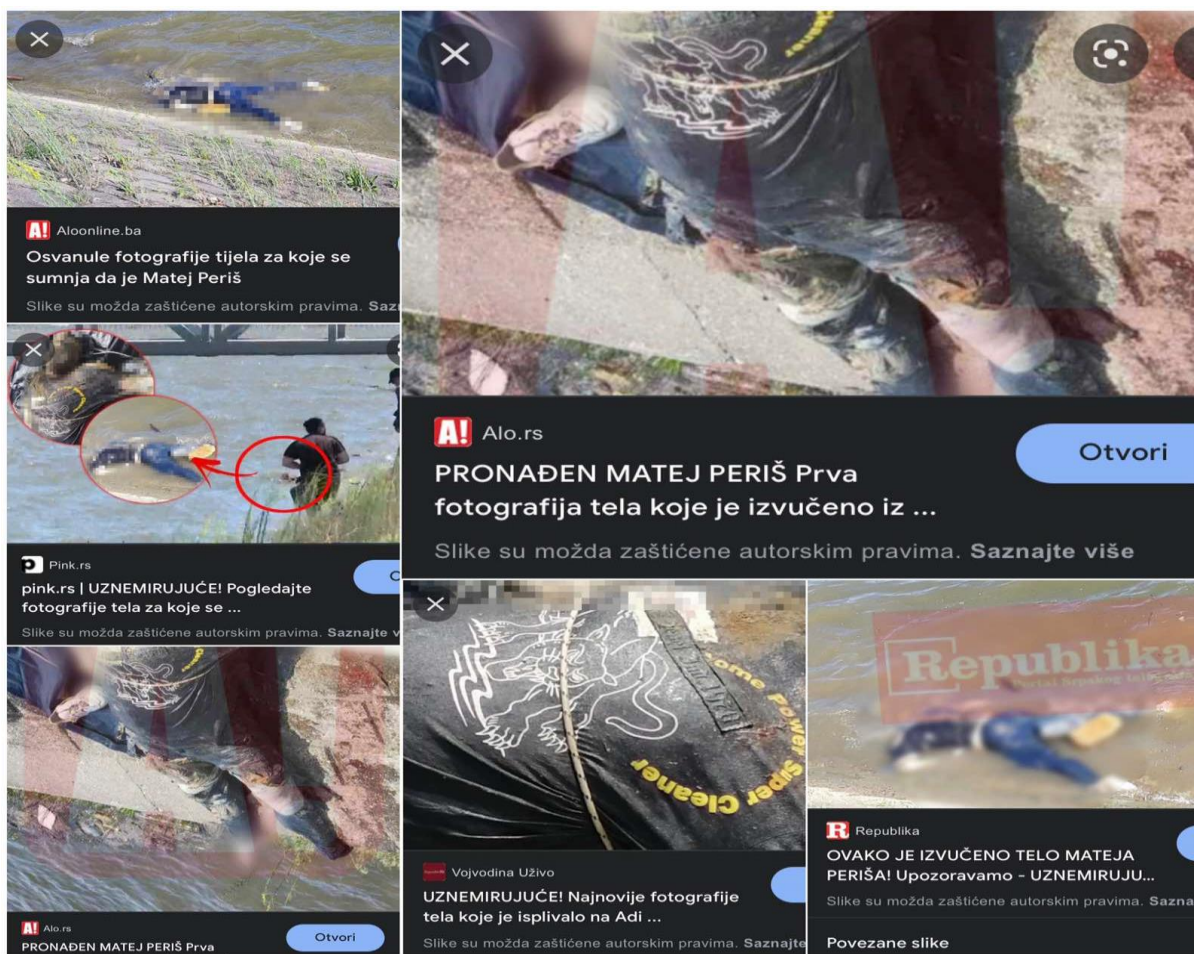 Aloonline.ba
Osvanule fotografije tijela za koje se
sumnja da je Matej Periš
Slike su možda zaštićene autorskim pravima.
Pink.rs
pink.rs | UZNEMIRUJUĆE! Pogledajte
fotografije tela za koje se ...
Slike su možda zaštićene autorskim pravima. Saznajte
Alo.rs
PRONAĐEN MATEJ PERIŠ Prva
Otvori
Cleaner
A!
Alo.rs
PRONAĐEN MATEJ PERIŠ Prva
fotografija tela koje je izvučeno iz ...
Otvori
Slike su možda zaštićene autorskim pravima. Saznajte više
Power Super Cleaner
Vojvodina Uživo
UZNEMIRUJUĆE! Najnovije fotografije
tela koje je isplivalo na Adi ...
Slike su možda zaštićene autorskim pravima. Saznajte
Republika
Republika
OVAKO JE IZVUČENO TELO MATEJA
PERIŠA! Upozoravamo - UZNEMIRUJU...
Slike su možda zaštićene autorskim pravima.
Povezane slike